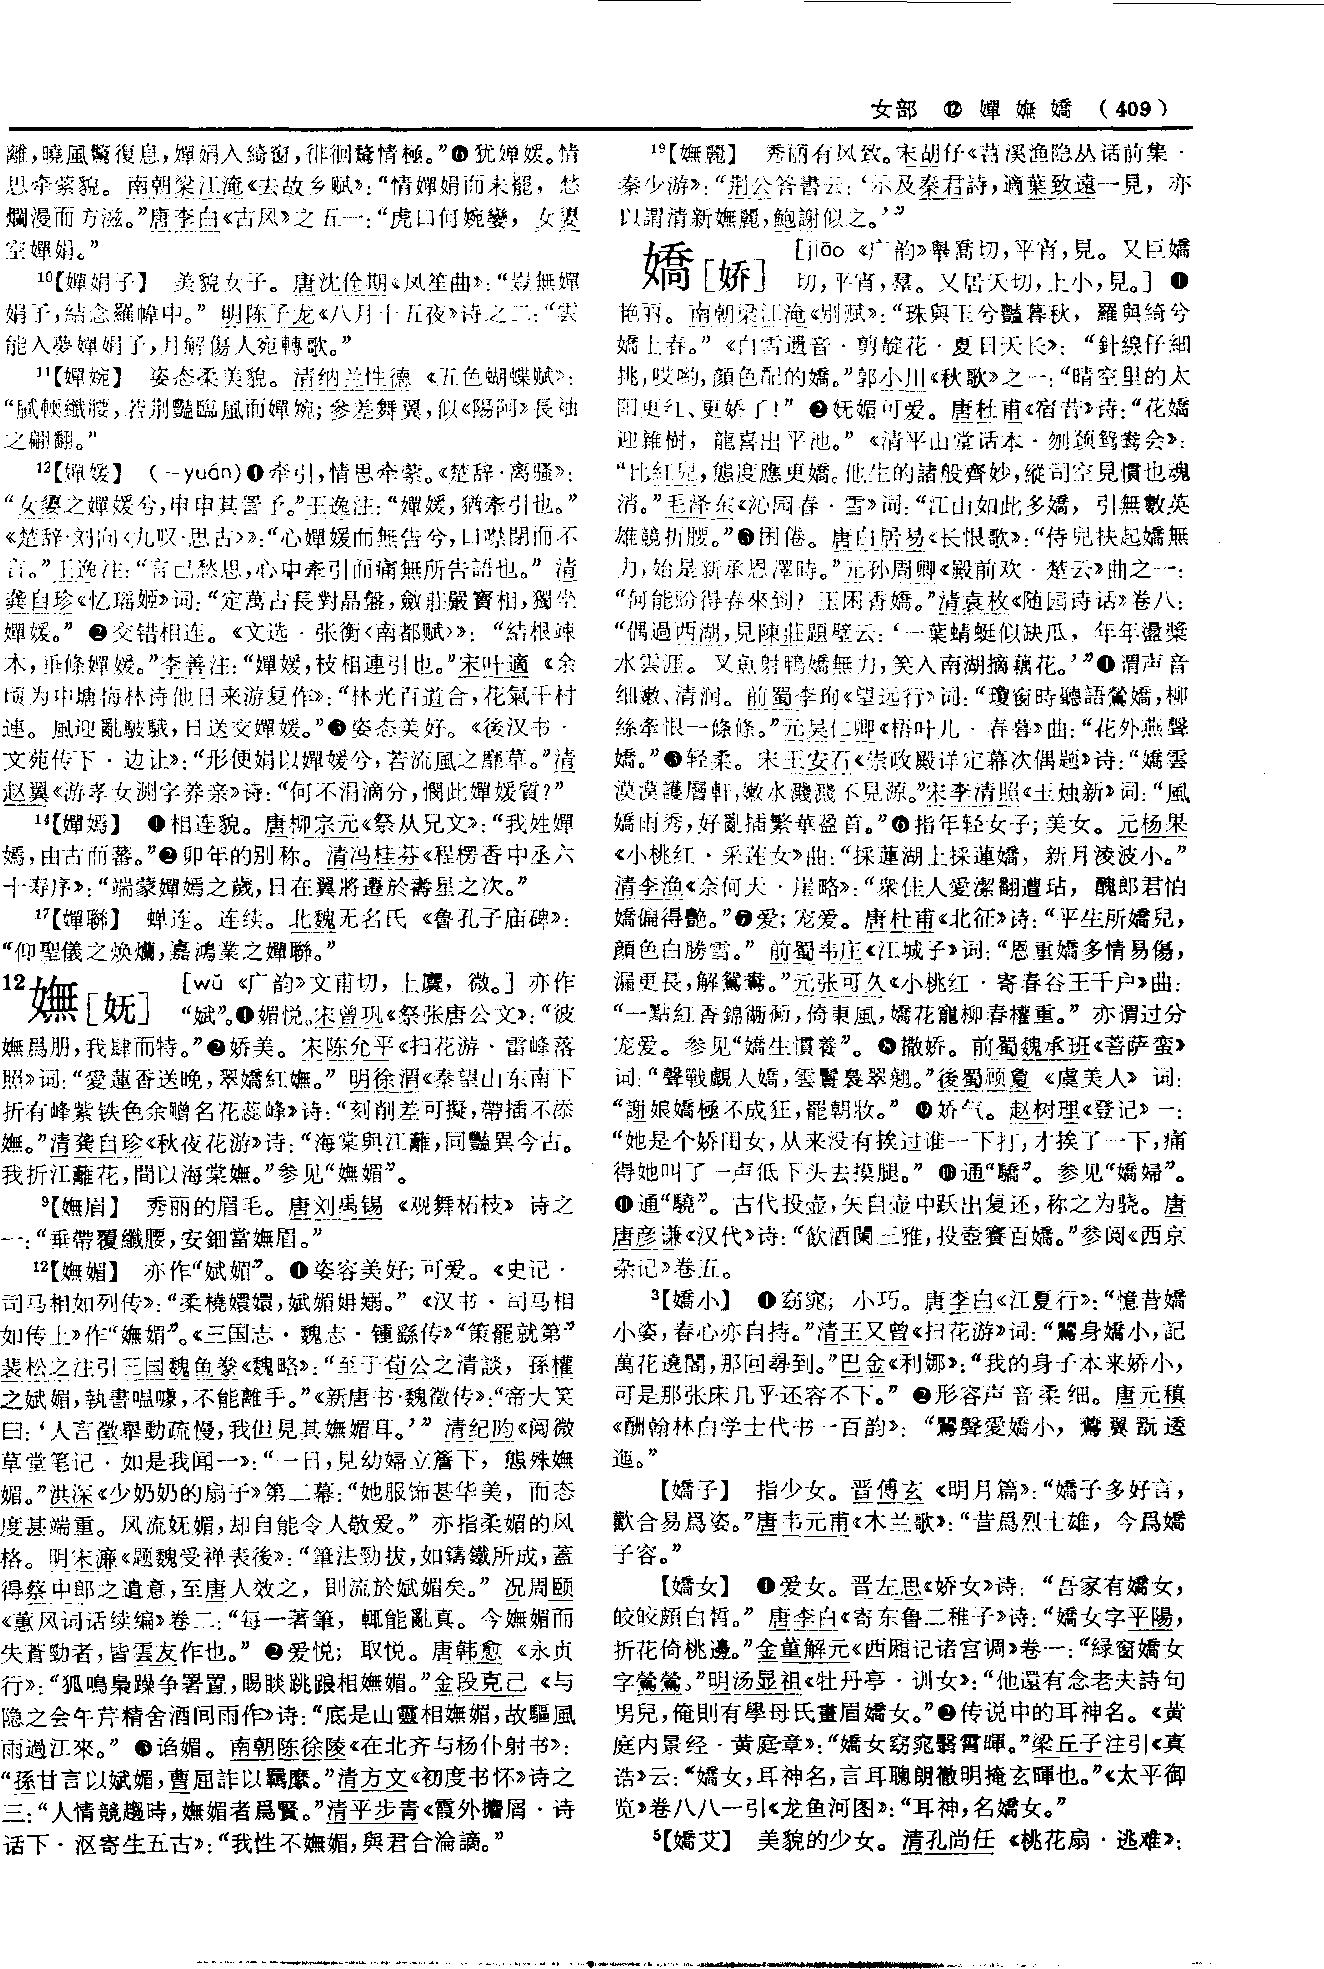 女部 ⑫ 嬋 嫵 嬌 （409）
離，曉風驚復息，嬋娟入綺窗，徘徊鶩情極。”❻犹嬋媛。情
思牵萦貌。南朝梁江淹《去故乡赋》：“情嬋娟而未罷，愁
爛漫而方滋。”唐李白《古风》之五一：“虎口何婉孌，女嬃
空嬋娟。”
10【嬋娟子】 美貌女子。唐沈佺期《凤笙曲》：“豈無嬋
娟子，結念羅幃中。”明陈子龙《八月十五夜》诗之二：“雲
能入夢嬋娟子，月解傷人宛轉歌。”
11【嬋婉】 姿态柔美貌。清纳兰性德《五色蝴蝶赋》：
“膩輭纖腰，若荆豔臨風而嬋婉；參差舞翼，似《陽阿》長袖
之翩翻。”
12【嬋媛】 （－yuán）❶牵引，情思牵萦。《楚辞·离骚》：
“女嬃之嬋媛兮，申申其詈予。”王逸注：“嬋媛，猶牽引也。”
《楚辞·刘向〈九叹·思古〉》：“心嬋媛而無告兮，口噤閉而不
言。”王逸注：“言己愁思，心中牽引而痛無所告語也。”清
龚自珍《忆瑶姬》词：“定萬古長對晶盤，斂莊嚴寶相，獨坐
嬋媛。”❷交错相连。《文选·张衡〈南都赋〉》：“結根竦
本，垂條嬋媛。”李善注：“嬋媛，枝相連引也。”宋叶適《余
顷为中塘梅林诗他日来游复作》：“林光百道合，花氣千村
連。風迎亂駊騀，日送交嬋媛。”❸姿态美好。《後汉书·
文苑传下·边让》：“形便娟以嬋媛兮，若流風之靡草。”清
赵翼《游孝女测字养亲》诗：“何不涓滴分，憫此嬋媛質？”
14【嬋嫣】 ❶相连貌。唐柳宗元《祭从兄文》：“我姓嬋
嫣，由古而蕃。”❷卯年的别称。清冯桂芬《程楞香中丞六
十寿序》：“端蒙嬋嫣之歲，日在翼將遷於壽星之次。”
17【嬋聯】 蝉连。连续。北魏无名氏《鲁孔子庙碑》：
“仰聖儀之焕爛，嘉鴻業之嬋聯。”
12嫵［妩］ ［wǔ 《广韵》文甫切，上麌，微。］亦作
“娬”。❶媚悦。宋曾巩《祭张唐公文》：“彼
嫵爲朋，我肆而特。”❷娇美。宋陈允平《扫花游·雷峰落
照》词：“愛蓮香送晚，翠嬌紅嫵。”明徐渭《秦望山东南下
折有峰紫铁色余赠名花蕊峰》诗：“刻削差可擬，帶插不添
嫵。”清龚自珍《秋夜花游》诗：“海棠與江蘺，同豔異今古。
我折江蘺花，間以海棠嫵。”参见“嫵媚”。
9【嫵眉】 秀丽的眉毛。唐刘禹锡《观舞柘枝》诗之
一：“垂帶覆纖腰，安鈿當嫵眉。”
12【嫵媚】 亦作“娬媚”。❶姿容美好；可爱。《史记·
司马相如列传》：“柔橈嬛嬛，娬媚姌嫋。”《汉书·司马相
如传上》作“嫵媚”。《三国志·魏志·锺繇传》“策罷就第”
裴松之注引三国魏鱼豢《魏略》：“至于荀公之清談，孫權
之娬媚，執書嗢噱，不能離手。”《新唐书·魏徵传》：“帝大笑
曰：‘人言徵舉動疏慢，我但見其嫵媚耳。’”清纪昀《阅微
草堂笔记·如是我闻一》：“一日，見幼婦立簷下，態殊嫵
媚。”洪深《少奶奶的扇子》第二幕：“她服饰甚华美，而态
度甚端重。风流妩媚，却自能令人敬爱。”亦指柔媚的风
格。明宋濂《题魏受禅表後》：“筆法勁拔，如鑄鐵所成，蓋
得蔡中郎之遺意，至唐人效之，則流於娬媚矣。”况周颐
《蕙风词话续编》卷二：“每一著筆，輒能亂真。今嫵媚而
失蒼勁者，皆雲友作也。”❷爱悦；取悦。唐韩愈《永贞
行》：“狐鳴梟躁争署置，睗睒跳踉相嫵媚。”金段克己《与
隐之会午芹精舍酒间雨作》诗：“底是山靈相嫵媚，故驅風
雨過江來。”❸谄媚。南朝陈徐陵《在北齐与杨仆射书》：
“孫甘言以娬媚，曹屈詐以羈縻。”清方文《初度书怀》诗之
三：“人情競趨時，嫵媚者爲賢。”清平步青《霞外攟屑·诗
话下·沤寄生五古》：“我性不嫵媚，與君合淪謫。”
19【嫵麗】 秀丽有风致。宋胡仔《苕溪渔隐丛话前集·
秦少游》：“荆公答書云：‘示及秦君詩，適葉致遠一見，亦
以謂清新嫵麗，鮑謝似之。’”
嬌［娇］ ［jiāo 《广韵》舉喬切，平宵，見。又巨嬌
切，平宵，羣。又居夭切，上小，見。］❶
艳丽。南朝梁江淹《别赋》：“珠與玉兮豔暮秋，羅與綺兮
嬌上春。”《白雪遗音·剪靛花·夏日天长》：“針線仔細
挑，哎喲，顏色配的嬌。”郭小川《秋歌》之一：“晴空里的太
阳更红、更娇了！”❷妩媚可爱。唐杜甫《宿昔》诗：“花嬌
迎雜樹，龍喜出平池。”《清平山堂话本·刎颈鸳鸯会》：
“比红兒，態度應更嬌。他生的諸般齊妙，縱司空見慣也魂
消。”毛泽东《沁园春·雪》词：“江山如此多嬌，引無數英
雄競折腰。”❸困倦。唐白居易《长恨歌》：“侍兒扶起嬌無
力，始是新承恩澤時。”元孙周卿《殿前欢·楚云》曲之一：
“何能盼得春來到？玉困香嬌。”清袁枚《随园诗话》卷八：
“偶過西湖，見陳莊題壁云：‘一葉蜻蜓似缺瓜，年年盪槳
水雲涯。叉魚射鴨嬌無力，笑入南湖摘藕花。’”❹谓声音
细嫩、清润。前蜀李珣《望远行》词：“瓊窗時聽語鶯嬌，柳
絲牽恨一條條。”元吴仁卿《梧叶儿·春暮》曲：“花外燕聲
嬌。”❺轻柔。宋王安石《崇政殿详定幕次偶题》诗：“嬌雲
漠漠護層軒，嫩水濺濺不見源。”宋李清照《玉烛新》词：“風
嬌雨秀，好亂插繁華盈首。”❻指年轻女子；美女。元杨果
《小桃红·采莲女》曲：“採蓮湖上採蓮嬌，新月淩波小。”
清李渔《奈何天·崖略》：“衆佳人愛潔翻遭玷，醜郎君怕
嬌偏得艷。”❼爱；宠爱。唐杜甫《北征》诗：“平生所嬌兒，
顏色白勝雪。”前蜀韦庄《江城子》词：“恩重嬌多情易傷，
漏更長，解鴛鴦。”元张可久《小桃红·寄春谷王千户》曲：
“一點紅香錦蘅蕪，倚東風，嬌花寵柳春權重。”亦谓过分
宠爱。参见“嬌生慣養”。❽撒娇。前蜀魏承班《菩萨蛮》
词：“聲戰覷人嬌，雲鬟裊翠翹。”後蜀顾敻《虞美人》词：
“謝娘嬌極不成狂，罷朝妝。”❾娇气。赵树理《登记》一：
“她是个娇闺女，从来没有挨过谁一下打，才挨了一下，痛
得她叫了一声低下头去摸腿。”❿通“驕”。参见“嬌婦”。
⓫通“驍”。古代投壶，矢自壶中跃出复还，称之为骁。唐
唐彦谦《汉代》诗：“飲酒闌三雅，投壺賽百嬌。”参阅《西京
杂记》卷五。
3【嬌小】 ❶窈窕；小巧。唐李白《江夏行》：“憶昔嬌
小姿，春心亦自持。”清王又曾《扫花游》词：“鶯身嬌小，記
萬花遶閣，那回尋到。”巴金《利娜》：“我的身子本来娇小，
可是那张床几乎还容不下。”❷形容声音柔细。唐元稹
《酬翰林白学士代书一百韵》：“鶯聲愛嬌小，燕翼翫逶
迤。”
【嬌子】 指少女。晋傅玄《明月篇》：“嬌子多好言，
歡合易爲姿。”唐韦元甫《木兰歌》：“昔爲烈士雄，今爲嬌
子容。”
【嬌女】 ❶爱女。晋左思《娇女》诗：“吾家有嬌女，
皎皎頗白皙。”唐李白《寄东鲁二稚子》诗：“嬌女字平陽，
折花倚桃邊。”金董解元《西厢记诸宫调》卷一：“緑窗嬌女
字鶯鶯。”明汤显祖《牡丹亭·训女》：“他還有念老夫詩句
男兒，俺則有學母氏畫眉嬌女。”❷传说中的耳神名。《黄
庭内景经·黄庭章》：“嬌女窈窕翳霄暉。”梁丘子注引《真
诰》云：“嬌女，耳神名，言耳聰朗徹明掩玄暉也。”《太平御
览》卷八八一引《龙鱼河图》：“耳神，名嬌女。”
5【嬌艾】 美貌的少女。清孔尚任《桃花扇·逃难》：